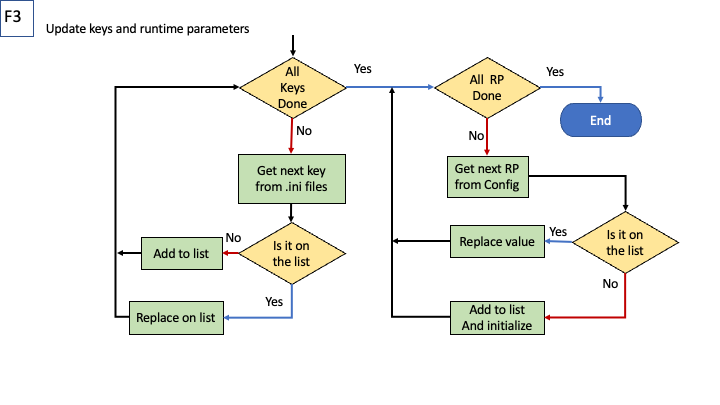 F3
Update keys and runtime parameters
All
Keys
Done
Yes
No
Get next key
from .ini files
Is it on
the list
No
Add to list
Yes
Replace on list
All RP
Done
Yes
End
No
Get next RP
from Config
Is it on
the list
Yes
Replace value
No
Add to list
And initialize